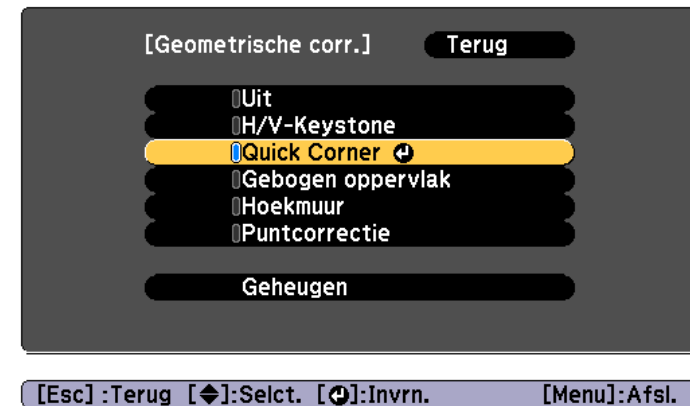 [Geometrische corr.] Terug
Uit
H/V-Keystone
Quick Corner
Gebogen oppervlak
Hoekmuur
Puntcorrectie
Geheugen
[Esc] :Terug [◆]:Selct. [⏎]:Invrn. [Menu]:Afsl.